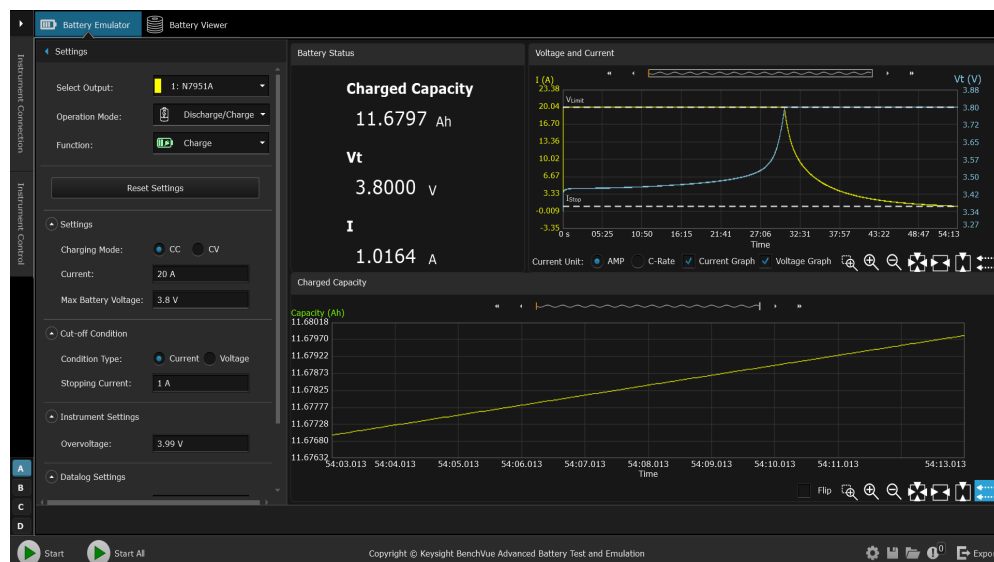 Battery Emulator
Battery Viewer
Instrument Connection
Instrument Control
A
B
C
D
Settings
Select Output: 1: N7951A
Operation Mode: Discharge/Charge
Function: Charge
Reset Settings
Settings
Charging Mode: CC CV
Current: 20 A
Max Battery Voltage: 3.8 V
Cut-off Condition
Condition Type: Current Voltage
Stopping Current: 1 A
Instrument Settings
Overvoltage: 3.99 V
Datalog Settings
Battery Status
Charged Capacity
11.6797 Ah
Vt
3.8000 V
I
1.0164 A
Voltage and Current
I (A)
Vt (V)
23.38
20.04
16.70
13.36
10.02
6.67
3.33
-0.009
-3.35
VLimit
IStop
3.88
3.80
3.72
3.65
3.57
3.50
3.42
3.34
3.27
0 s 05:25 10:50 16:15 21:41 27:06 32:31 37:57 43:22 48:47 54:13
Time
Current Unit: AMP C-Rate Current Graph Voltage Graph
Charged Capacity
Capacity (Ah)
11.68018
11.67970
11.67922
11.67873
11.67825
11.67777
11.67728
11.67680
11.67632
54:03.013 54:04.013 54:05.013 54:06.013 54:07.013 54:08.013 54:09.013 54:10.013 54:11.013 54:13.013
Time
Flip
Start
Start All
Copyright © Keysight BenchVue Advanced Battery Test and Emulation
0
Expor